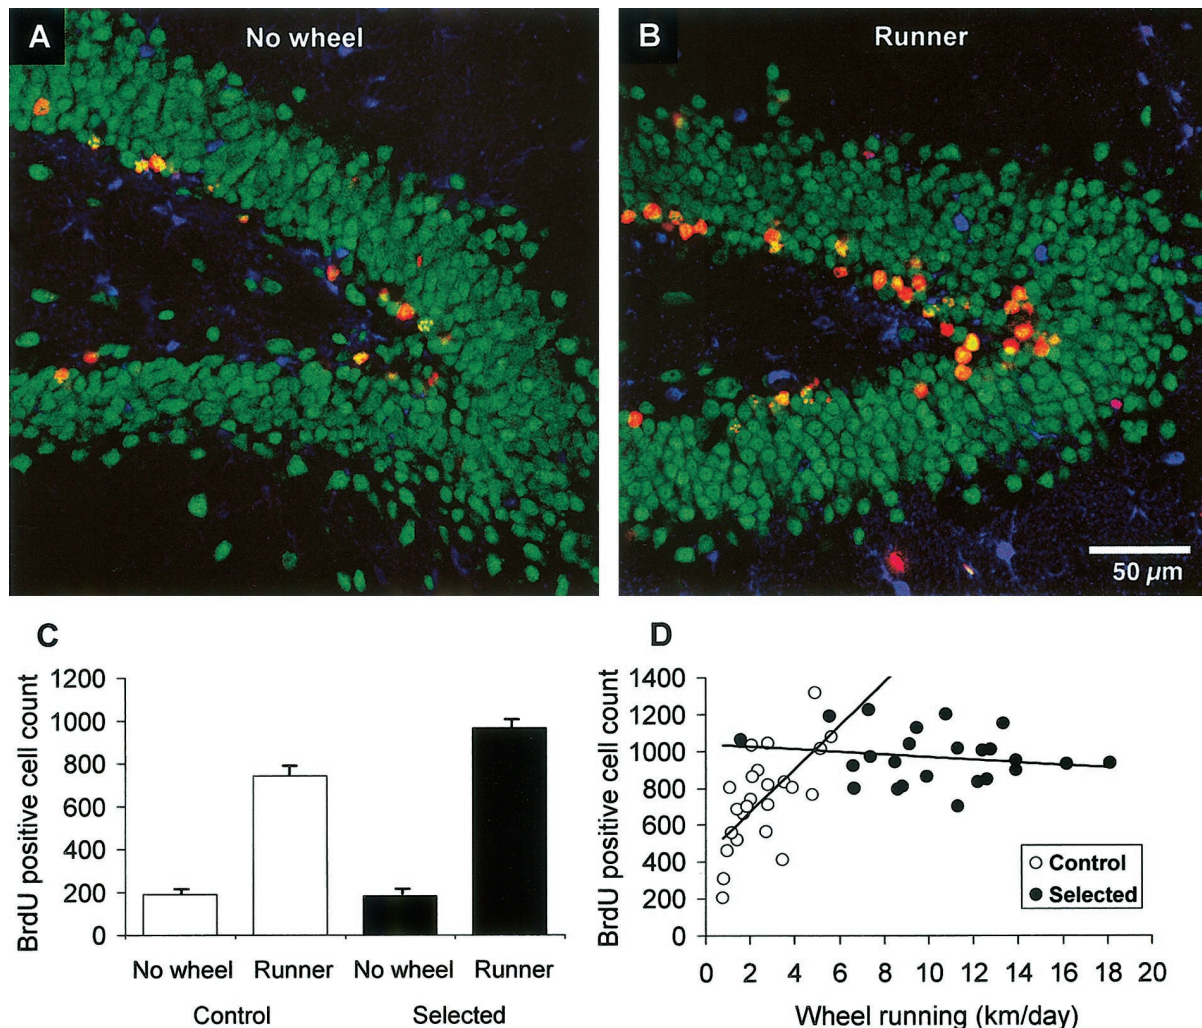 A
No wheel
B
Runner
50 µm
C
BrdU positive cell count
1200
1000
800
600
400
200
0
No wheel
Runner
No wheel
Runner
Control
Selected
D
BrdU positive cell count
1400
1200
1000
800
600
400
200
0
Control
Selected
0 2 4 6 8 10 12 14 16 18 20
Wheel running (km/day)